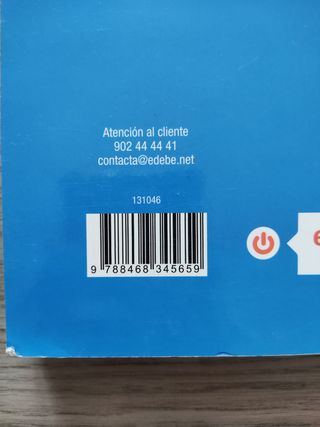 Atención al cliente
902 44 44 41
contacta@edebe.net
131046
9 788468 345659